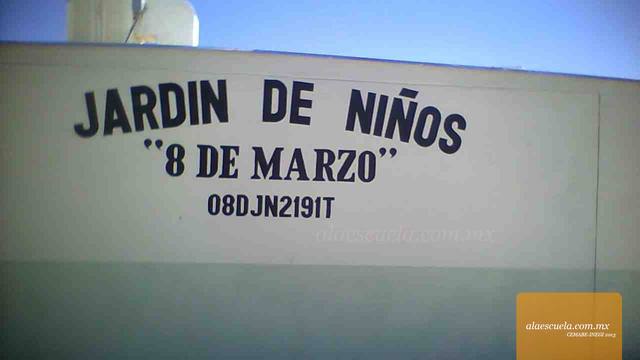 JARDIN DE NIÑOS
"8 DE MARZO"
08DJN2191T
alaescuela.com.mx
alaescuela.com.mx
CEMABE-INEGI 2013